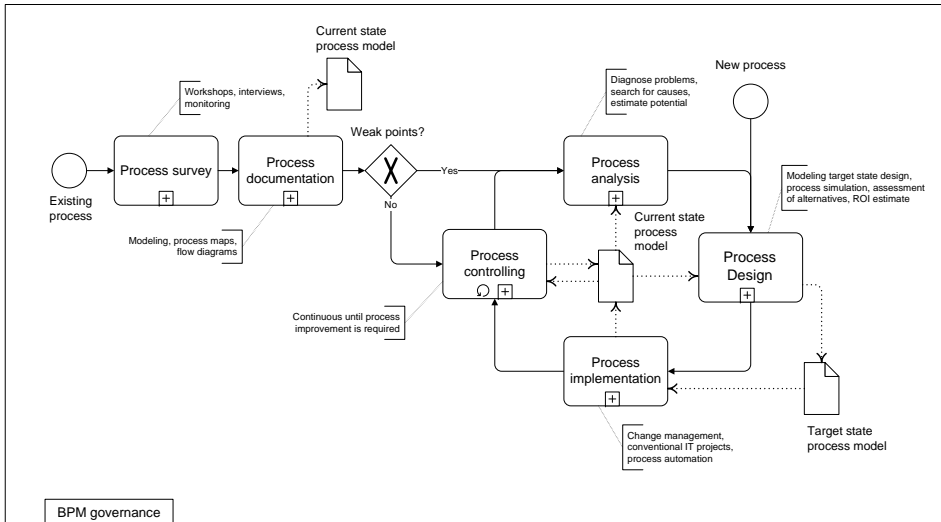 Current state
process model
New process
Workshops, interviews,
monitoring
Diagnose problems,
search for causes,
estimate potential
Weak points?
Process survey
Process
documentation
Yes
Process
analysis
Modeling target state design,
process simulation, assessment
of alternatives, ROI estimate
Existing
process
No
Modeling, process maps,
flow diagrams
Current state
process
model
Process
controlling
Process
Design
Continuous until process
improvement is required
Process
implementation
Target state
process model
Change management,
conventional IT projects,
process automation
BPM governance